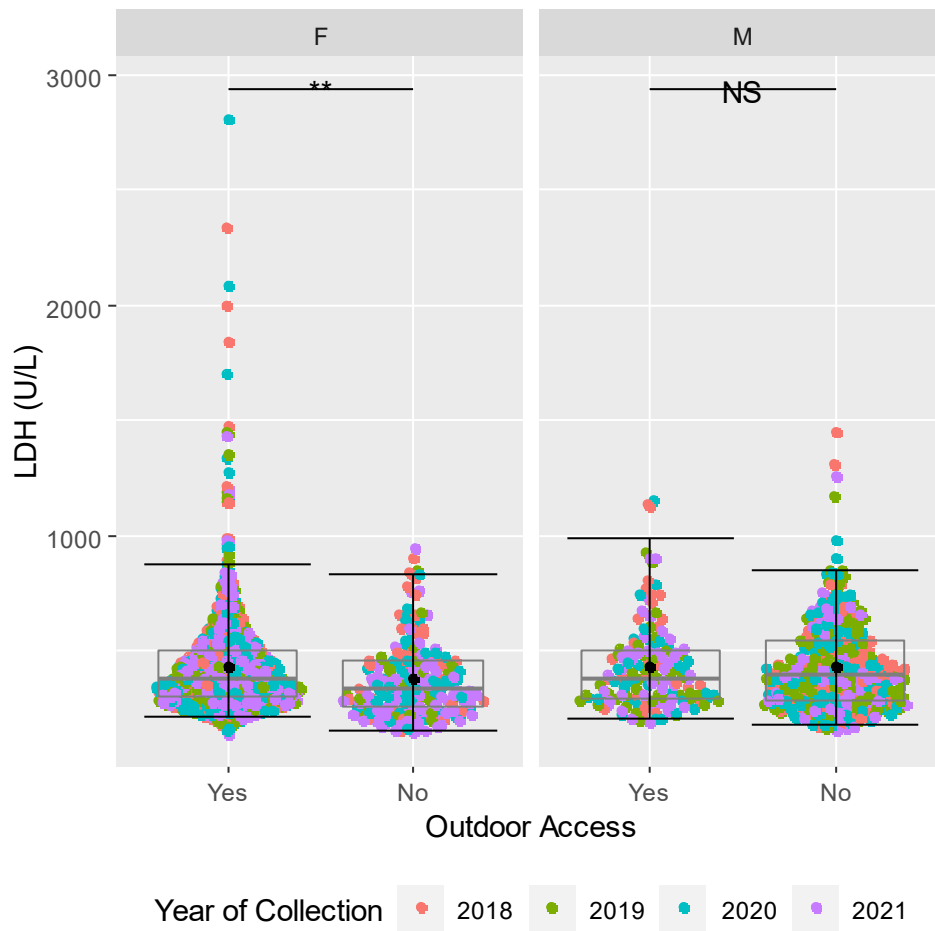 F
M
3000
**
NS
2000
1000
LDH (U/L)
Yes
No
Yes
No
Outdoor Access
Year of Collection
2018
2019
2020
2021